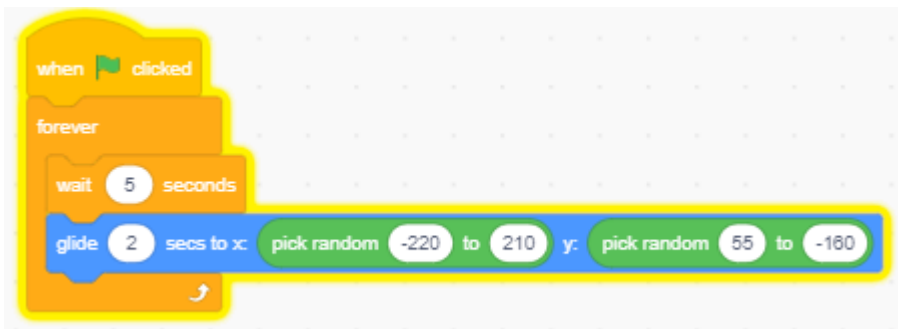 when clicked
forever
wait 5 seconds
glide 2 secs to x: pick random -220 to 210 y: pick random 55 to -160